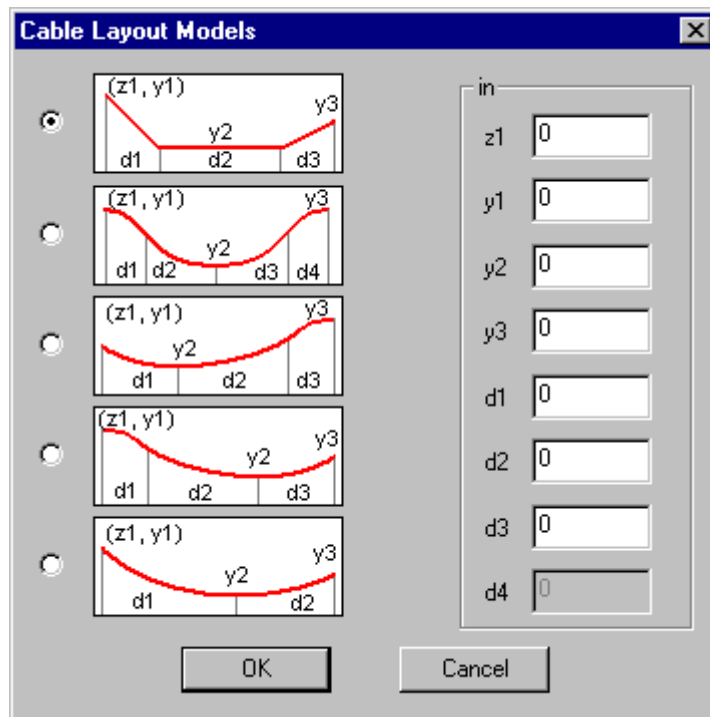 Cable Layout Models
(z1, y1)
y3
y2
d1 d2 d3
(z1, y1) y3
y2
d1 d2 d3 d4
(z1, y1) y3
y2
d1 d2 d3
(z1, y1)
y3
y2
d1 d2 d3
(z1, y1)
y3
y2
d1 d2
in
z1 0
y1 0
y2 0
y3 0
d1 0
d2 0
d3 0
d4 0
OK Cancel